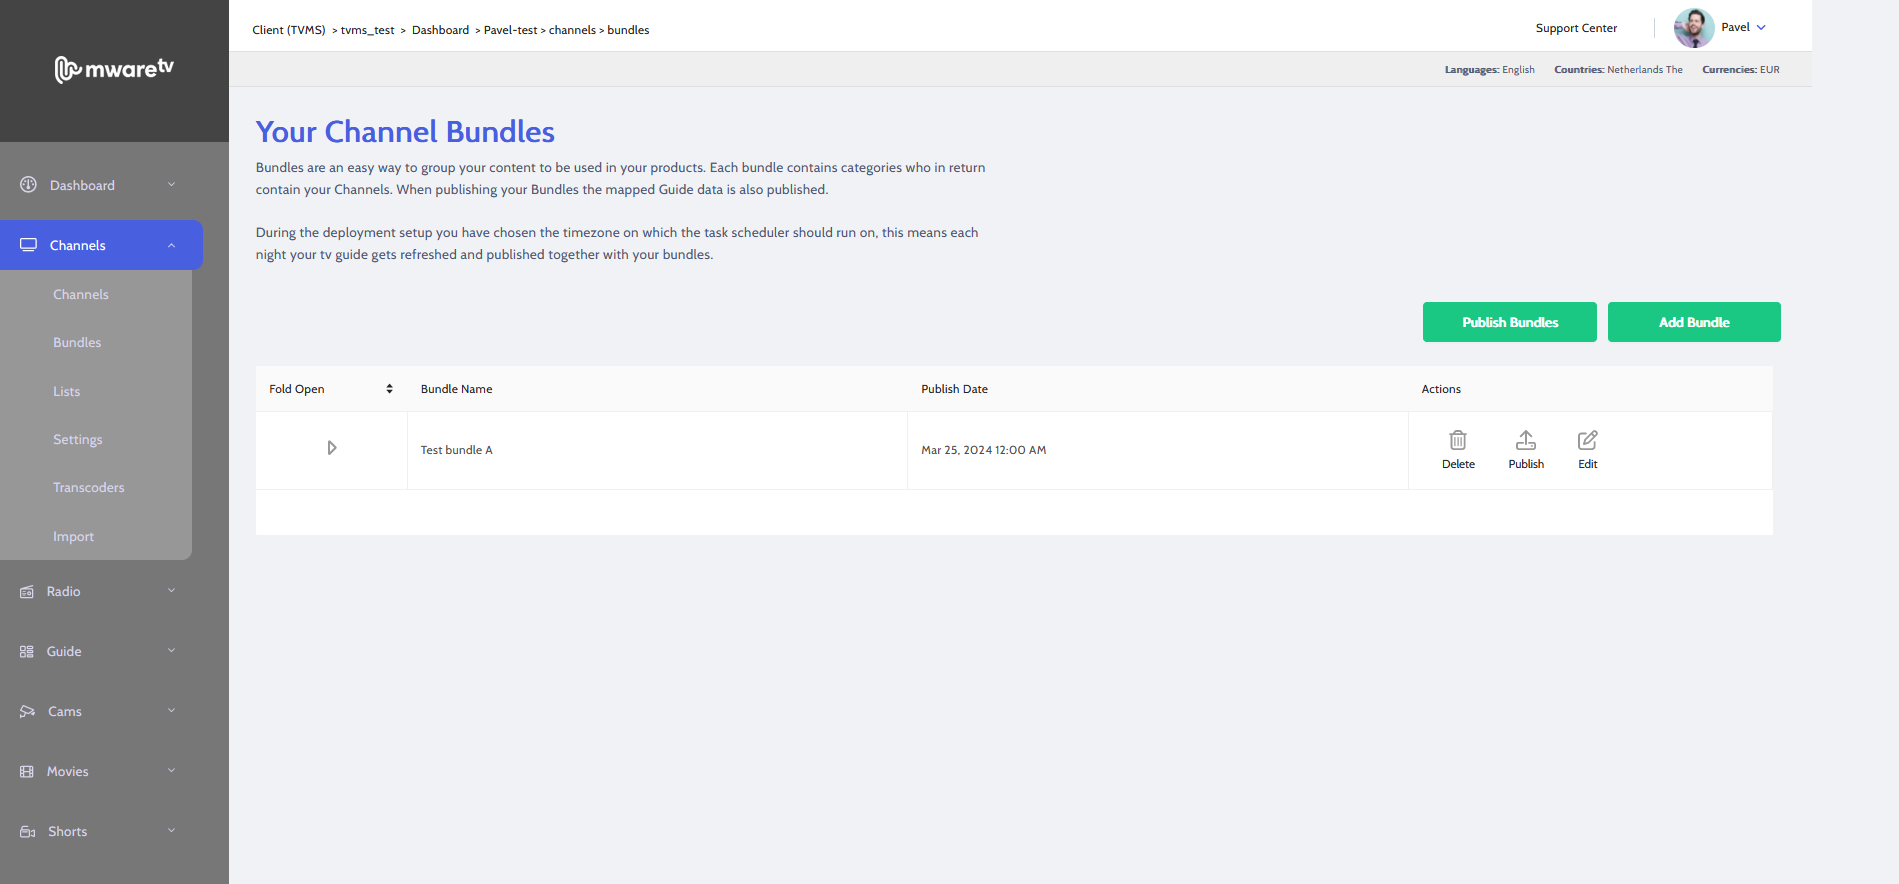 mwaretv
Client (TVMS) > tvms_test > Dashboard > Pavel-test > channels > bundles
Support Center
Pavel
Languages: English Countries: Netherlands The Currencies: EUR
Dashboard
Channels
Channels
Bundles
Lists
Settings
Transcoders
Import
Radio
Guide
Cams
Movies
Shorts
Your Channel Bundles
Bundles are an easy way to group your content to be used in your products. Each bundle contains categories who in return
contain your Channels. When publishing your Bundles the mapped Guide data is also published.
During the deployment setup you have chosen the timezone on which the task scheduler should run on, this means each
night your tv guide gets refreshed and published together with your bundles.
Publish Bundles Add Bundle
Fold Open Bundle Name Publish Date Actions
Test bundle A Mar 25, 2024 12:00 AM
Delete Publish Edit